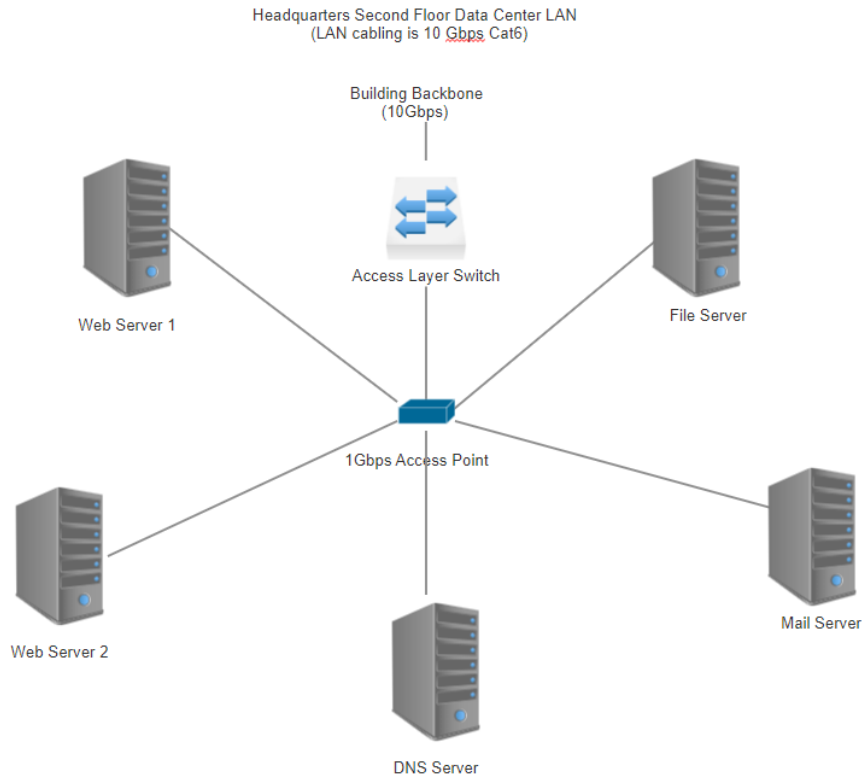 Headquarters Second Floor Data Center LAN
(LAN cabling is 10 Gbps Cat6)
Building Backbone
(10Gbps)
Access Layer Switch
Web Server 1
File Server
1Gbps Access Point
Web Server 2
Mail Server
DNS Server